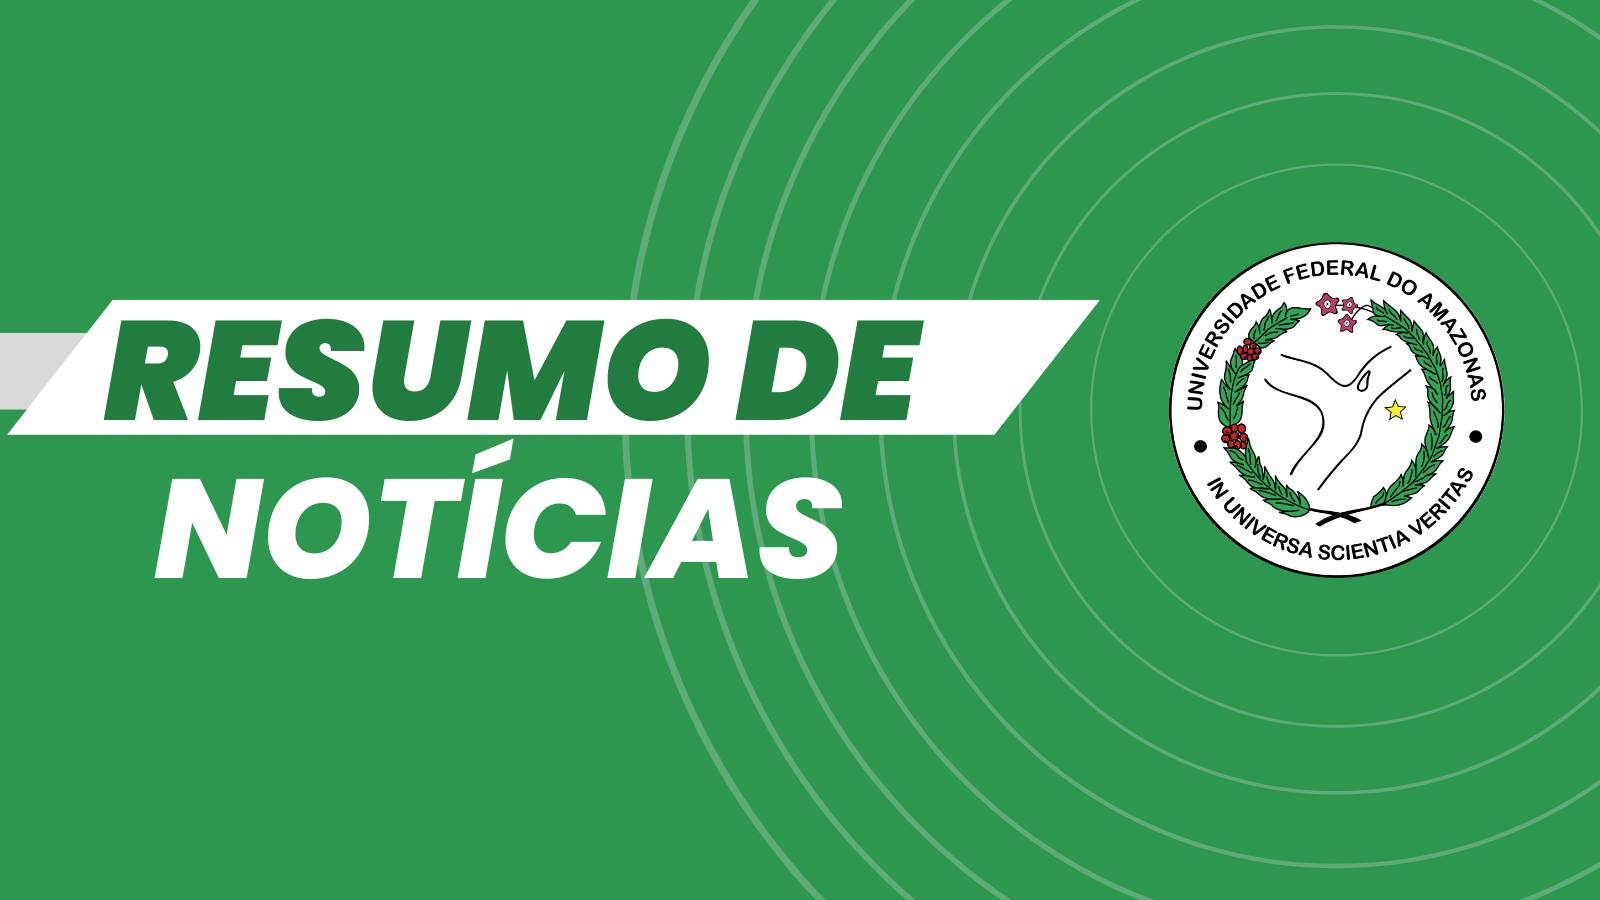 RESUMO DE
NOTÍCIAS
UNIVERSIDADE FEDERAL DO AMAZONAS
IN UNIVERSA SCIENTIA VERITAS